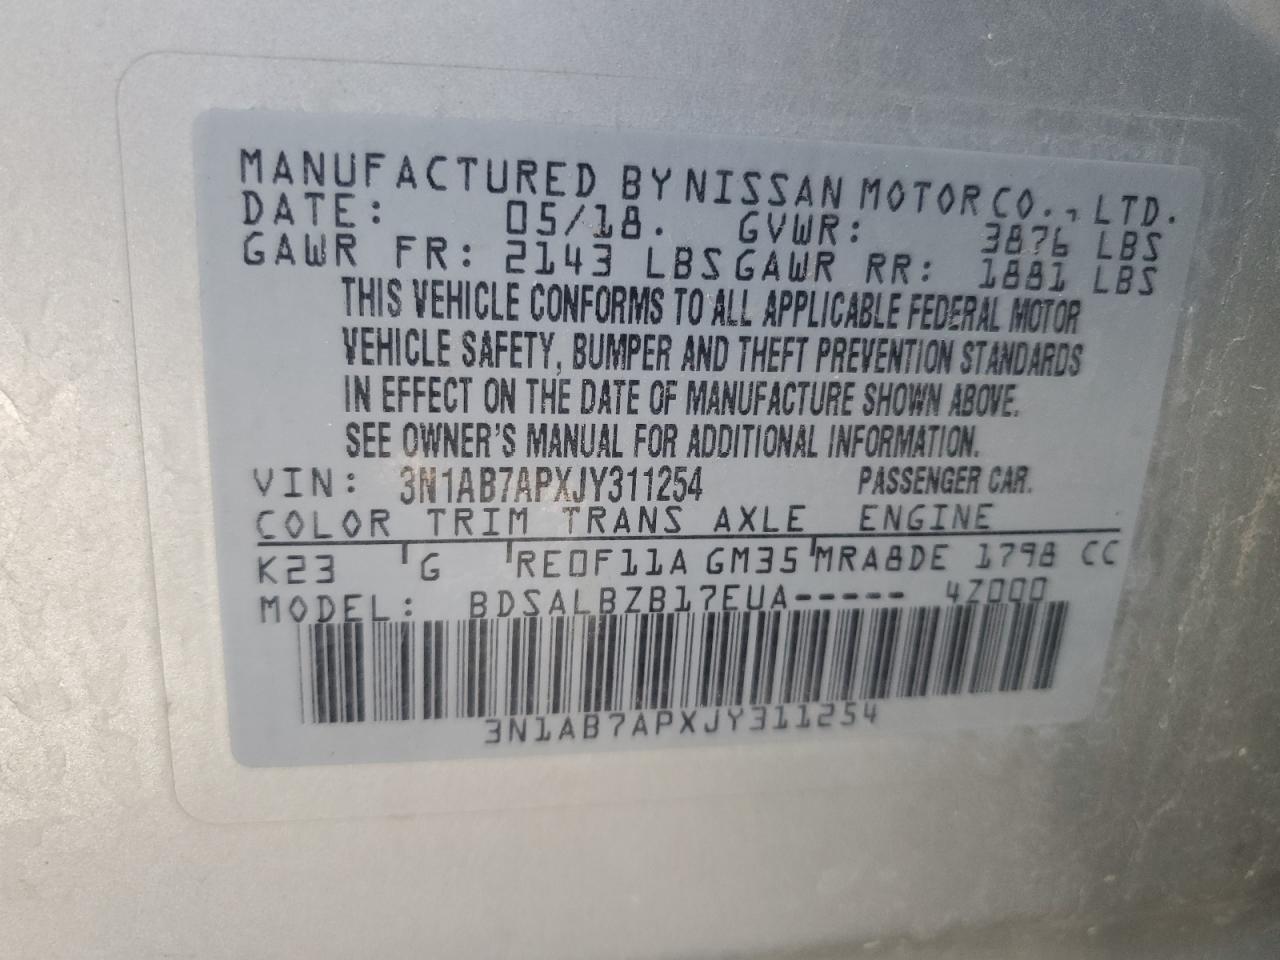 MANUFACTURED BY NISSAN MOTOR CO., LTD.
DATE: 05/18. GVWR: 3876 LBS
GAWR FR: 2143 LBS GAWR RR: 1881 LBS
THIS VEHICLE CONFORMS TO ALL APPLICABLE FEDERAL MOTOR
VEHICLE SAFETY, BUMPER AND THEFT PREVENTION STANDARDS
IN EFFECT ON THE DATE OF MANUFACTURE SHOWN ABOVE.
SEE OWNER'S MANUAL FOR ADDITIONAL INFORMATION.
VIN: 3N1AB7APXJY311254 PASSENGER CAR.
COLOR TRIM TRANS AXLE ENGINE
K23 G RE0F11A GM35 MRA8DE 1798 CC
MODEL: BDSALBZB17EUA----- 4Z000
3N1AB7APXJY311254